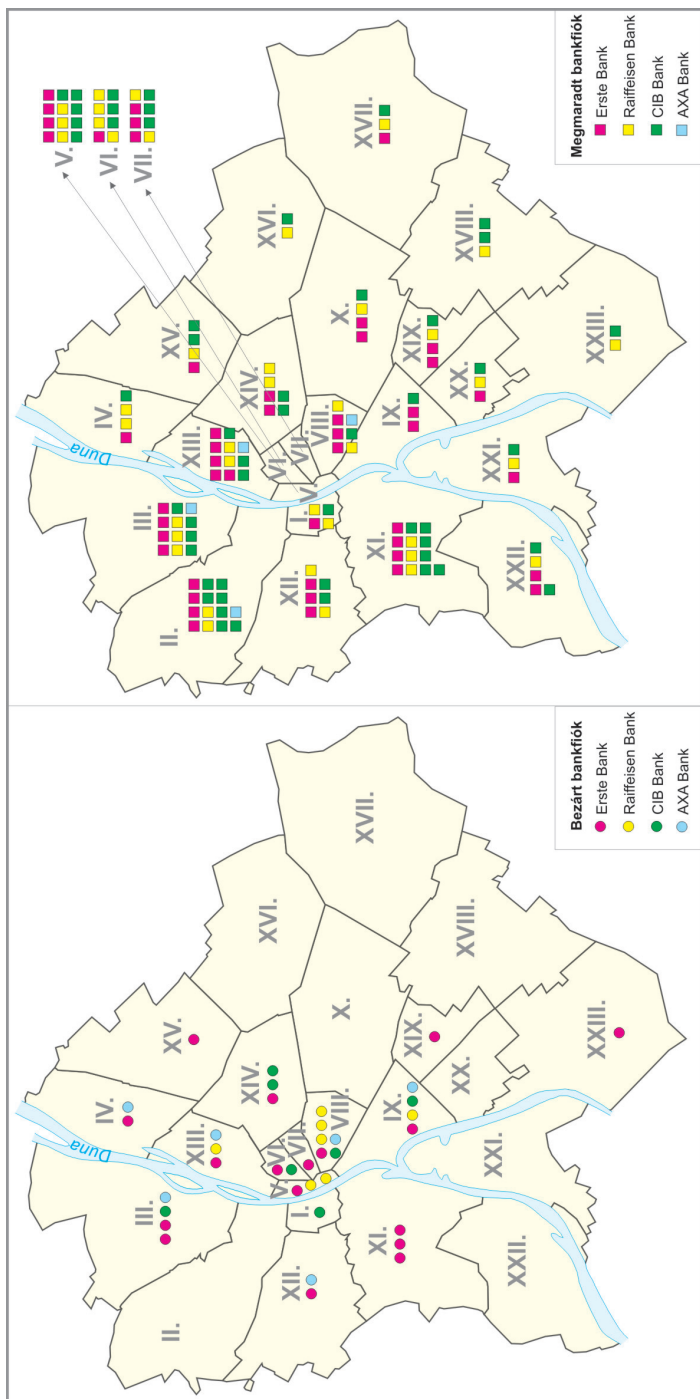 Duna
I.
II.
III.
IV.
V.
VI.
VII.
VIII.
IX.
X.
XI.
XII.
XIII.
XIV.
XV.
XVI.
XVII.
XVIII.
XIX.
XX.
XXI.
XXII.
XXIII.
Bezárt bankfiók
Erste Bank
Raiffeisen Bank
CIB Bank
AXA Bank
Duna
I.
II.
III.
IV.
V.
VI.
VII.
VIII.
IX.
X.
XI.
XII.
XIII.
XIV.
XV.
XVI.
XVII.
XVIII.
XIX.
XX.
XXI.
XXII.
XXIII.
V.
VI.
VII.
Megmaradt bankfiók
Erste Bank
Raiffeisen Bank
CIB Bank
AXA Bank